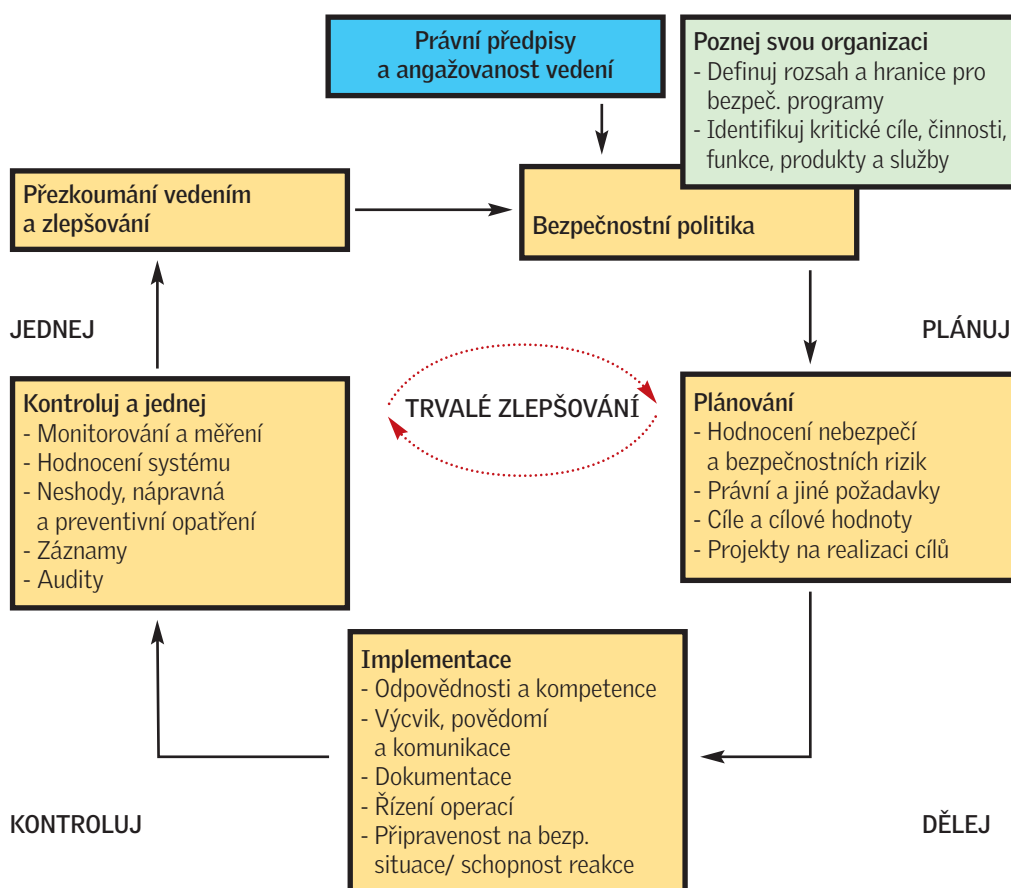 Právní předpisy
a angažovanost vedení
Poznej svou organizaci
- Definuj rozsah a hranice pro
bezpeč. programy
- Identifikuj kritické cíle, činnosti,
funkce, produkty a služby
Přezkoumání vedením
a zlepšování
Bezpečnostní politika
JEDNEJ
PLÁNUJ
Kontroluj a jednej
- Monitorování a měření
- Hodnocení systému
- Neshody, nápravná
a preventivní opatření
- Záznamy
- Audity
TRVALÉ ZLEPŠOVÁNÍ
Plánování
- Hodnocení nebezpečí
a bezpečnostních rizik
- Právní a jiné požadavky
- Cíle a cílové hodnoty
- Projekty na realizaci cílů
Implementace
- Odpovědnosti a kompetence
- Výcvik, povědomí
a komunikace
- Dokumentace
- Řízení operací
- Připravenost na bezp.
situace/ schopnost reakce
KONTROLUJ
DĚLEJ